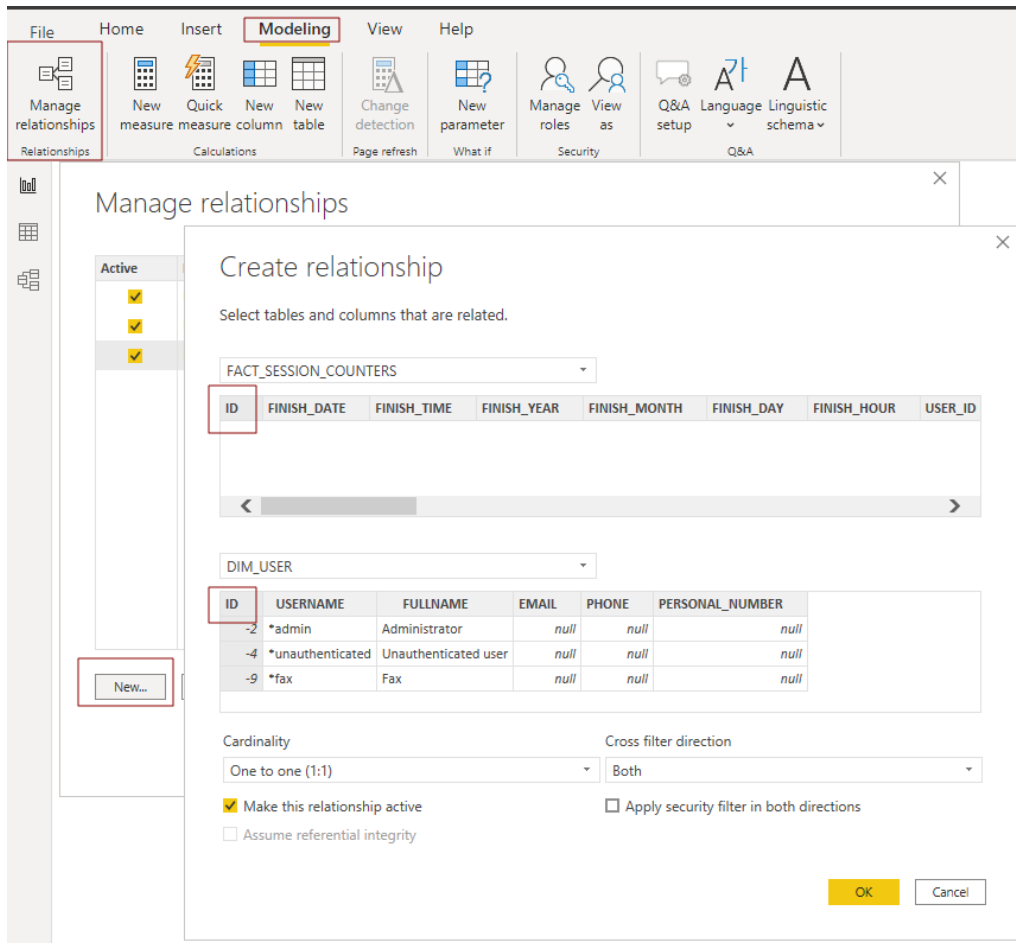 File Home Insert Modeling View Help
Manage relationships
New measure
Quick measure
New column
New table
Change detection
New parameter
Manage roles
View as
Q&A setup
Language
Linguistic schema
Relationships Calculations Page refresh What if Security Q&A
Manage relationships
Active
Create relationship
Select tables and columns that are related.
FACT_SESSION_COUNTERS
ID FINISH_DATE FINISH_TIME FINISH_YEAR FINISH_MONTH FINISH_DAY FINISH_HOUR USER_ID
DIM_USER
ID USERNAME FULLNAME EMAIL PHONE PERSONAL_NUMBER
-2 *admin Administrator null null null
-4 *unauthenticated Unauthenticated user null null null
-9 *fax Fax null null null
New...
Cardinality Cross filter direction
One to one (1:1) Both
Make this relationship active Apply security filter in both directions
Assume referential integrity
OK Cancel